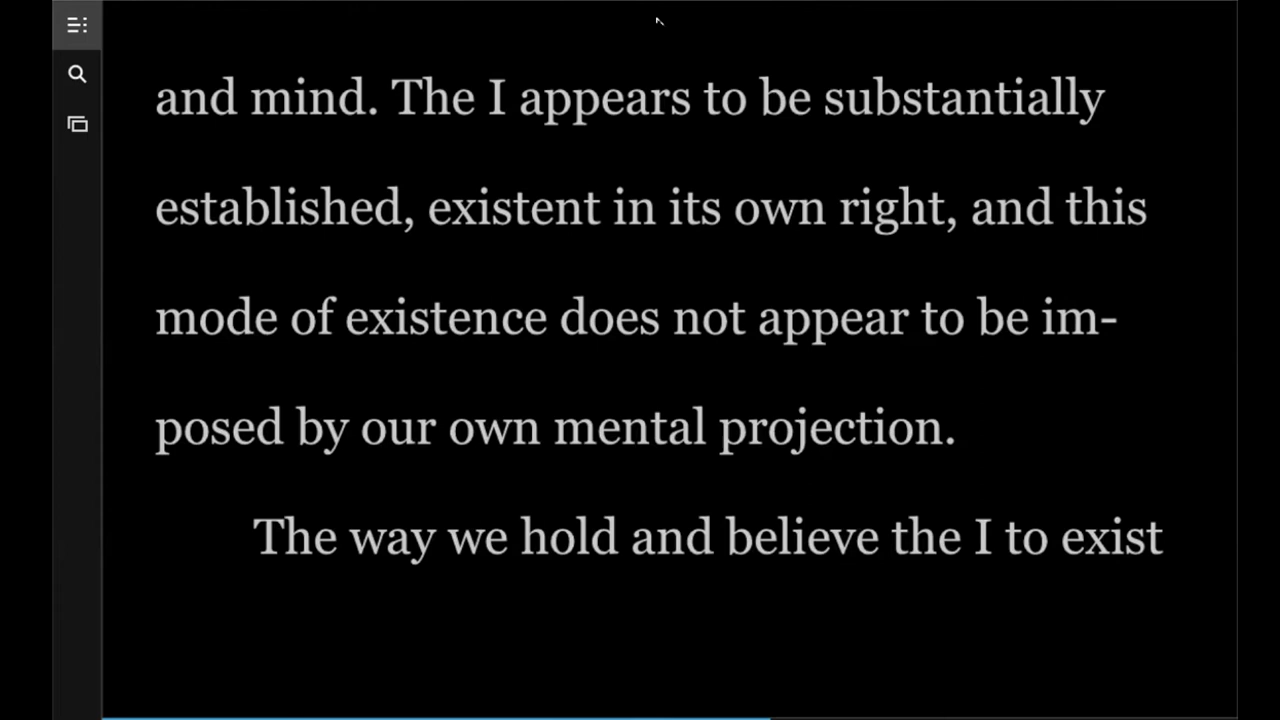 and mind. The I appears to be substantially
established, existent in its own right, and this
mode of existence does not appear to be im-
posed by our own mental projection.
The way we hold and believe the I to exist